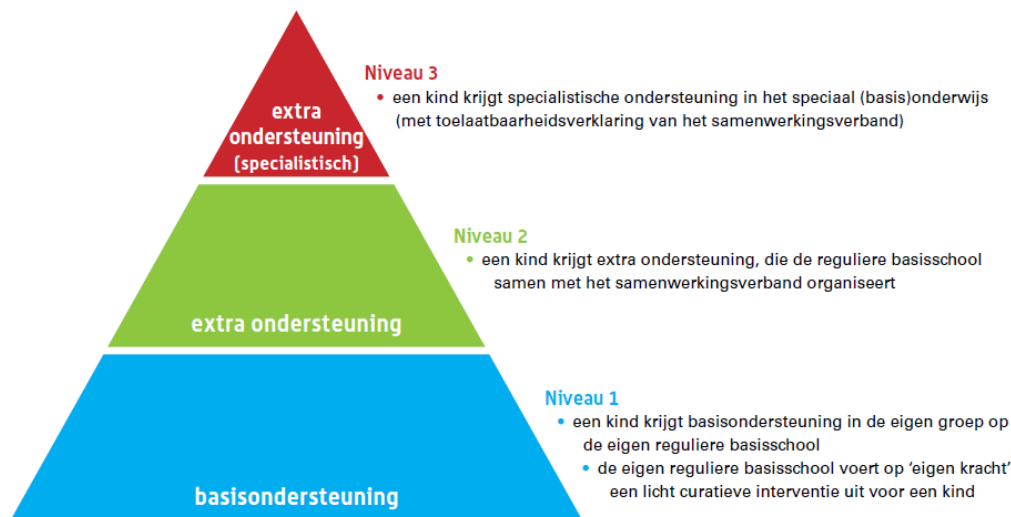 Niveau 3
• een kind krijgt specialistische ondersteuning in het speciaal (basis)onderwijs
(met toelaatbaarheidsverklaring van het samenwerkingsverband)
extra
ondersteuning
(specialistisch)
Niveau 2
• een kind krijgt extra ondersteuning, die de reguliere basisschool
samen met het samenwerkingsverband organiseert
extra ondersteuning
Niveau 1
• een kind krijgt basisondersteuning in de eigen groep op
de eigen reguliere basisschool
• de eigen reguliere basisschool voert op ‘eigen kracht’
een licht curatieve interventie uit voor een kind
basisondersteuning